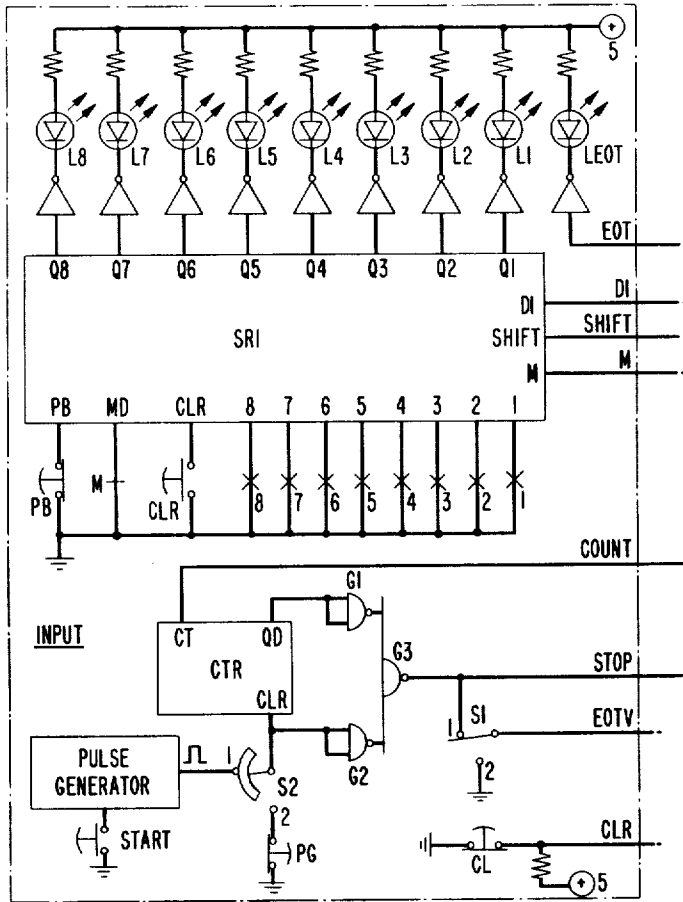 5
L8 L7 L6 L5 L4 L3 L2 L1 LEOT
EOT
Q8 Q7 Q6 Q5 Q4 Q3 Q2 Q1
DI DI
SHIFT SHIFT
SRI
M M
PB MD CLR 8 7 6 5 4 3 2 1
M
PB CLR 8 7 6 5 4 3 2 1
COUNT
G1
INPUT
CT QD
CTR
G3
STOP
CLR
S1
1
EOTV
PULSE
GENERATOR
1
S2
G2
2
2
START
PG
CLR
CL
5